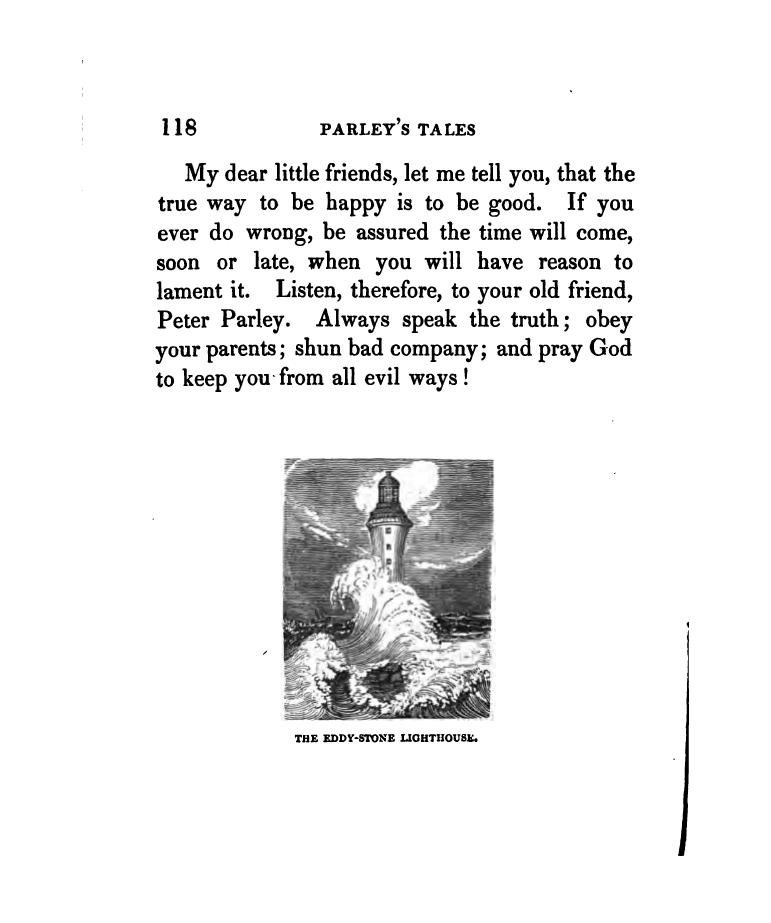 118 PARLEY'S TALES
My dear little friends, let me tell you, that the
true way to be happy is to be good. If you
ever do wrong, be assured the time will come,
soon or late, when you will have reason to
lament it. Listen, therefore, to your old friend,
Peter Parley. Always speak the truth; obey
your parents; shun bad company; and pray God
to keep you from all evil ways!
THE EDDY-STONE LIGHTHOUSE.